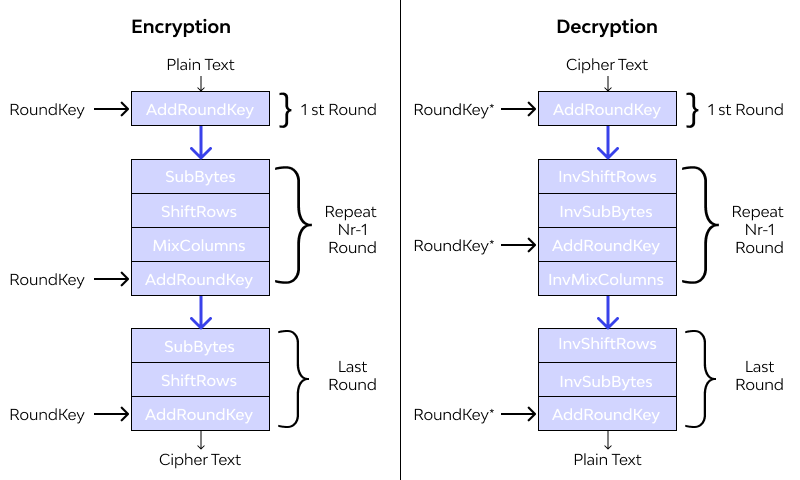 Encryption
Plain Text
RoundKey
AddRoundKey
1 st Round
SubBytes
ShiftRows
MixColumns
RoundKey
AddRoundKey
Repeat
Nr-1
Round
SubBytes
ShiftRows
RoundKey
AddRoundKey
Last
Round
Cipher Text
Decryption
Cipher Text
RoundKey*
AddRoundKey
1 st Round
InvShiftRows
InvSubBytes
RoundKey*
AddRoundKey
InvMixColumns
Repeat
Nr-1
Round
InvShiftRows
InvSubBytes
RoundKey*
AddRoundKey
Last
Round
Plain Text